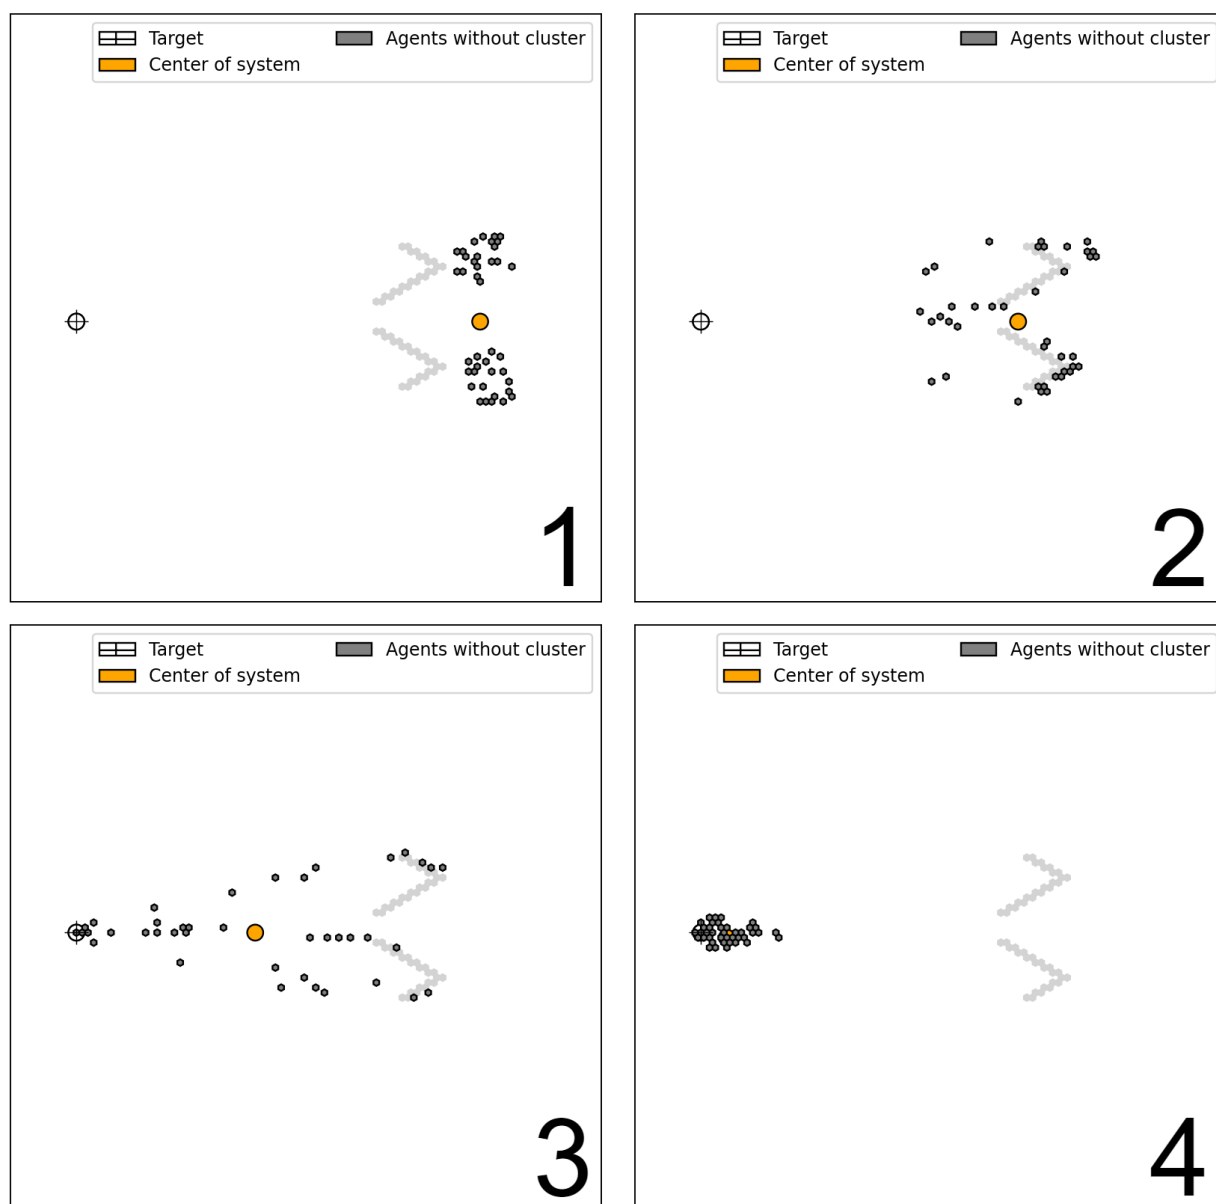 Target
Agents without cluster
Center of system
1
Target
Agents without cluster
Center of system
2
Target
Agents without cluster
Center of system
3
Target
Agents without cluster
Center of system
4